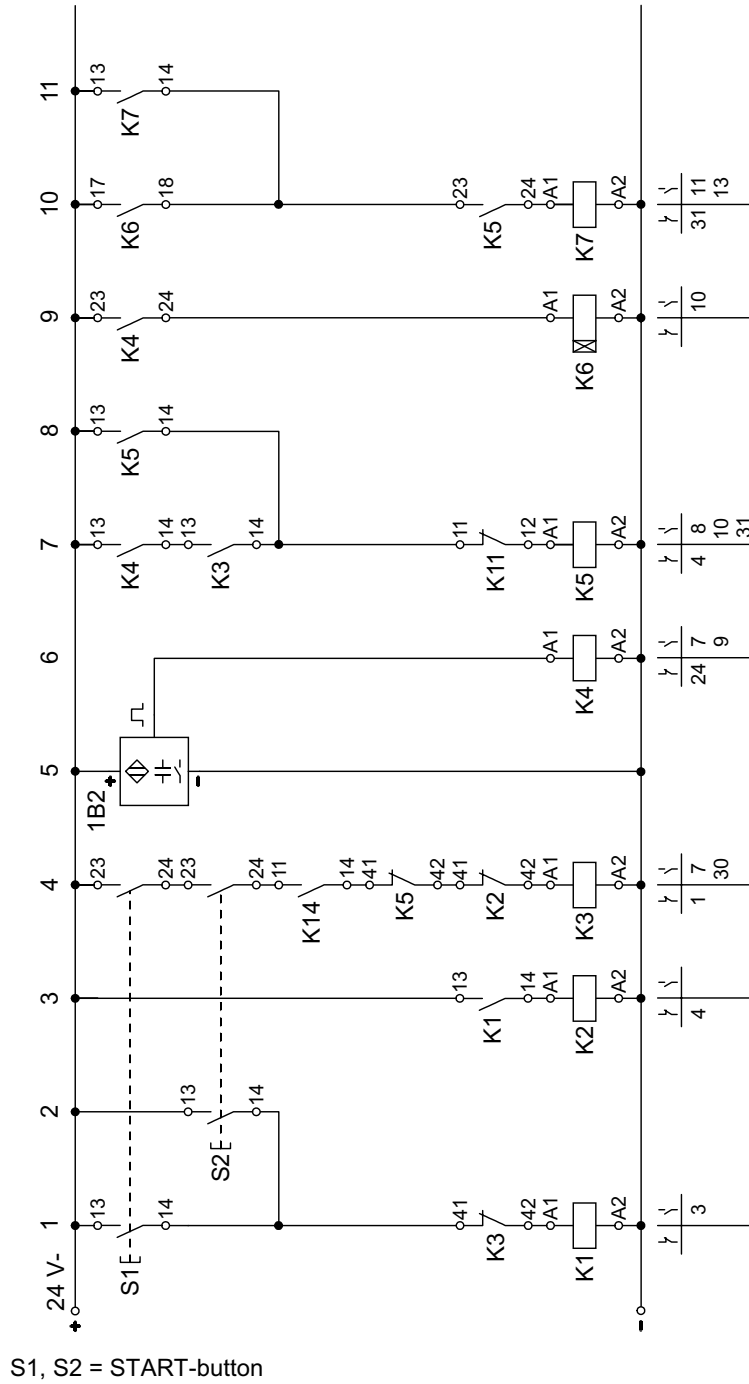 24 V-
+
1 2 3 4 5 6 7 8 9 10 11
13 23 13 13 23 17 13
S1
14 24 14 14 24 18 14
K4 K5 K4 K6 K7
1B2
+
-
13 23 13
S2 K3
14 24 14
11
K14
14
41
K5
42
41 13 41 11 23
K3 K1 K2 K11 K5
42 14 42 12 24
A1 A1 A1 A1 A1 A1 A1
K1 K2 K3 K4 K5 K6 K7
A2 A2 A2 A2 A2 A2 A2
-
3 4 1 7 24 7 4 8 10 31 11
30 9 10 13
31
S1, S2 = START-button